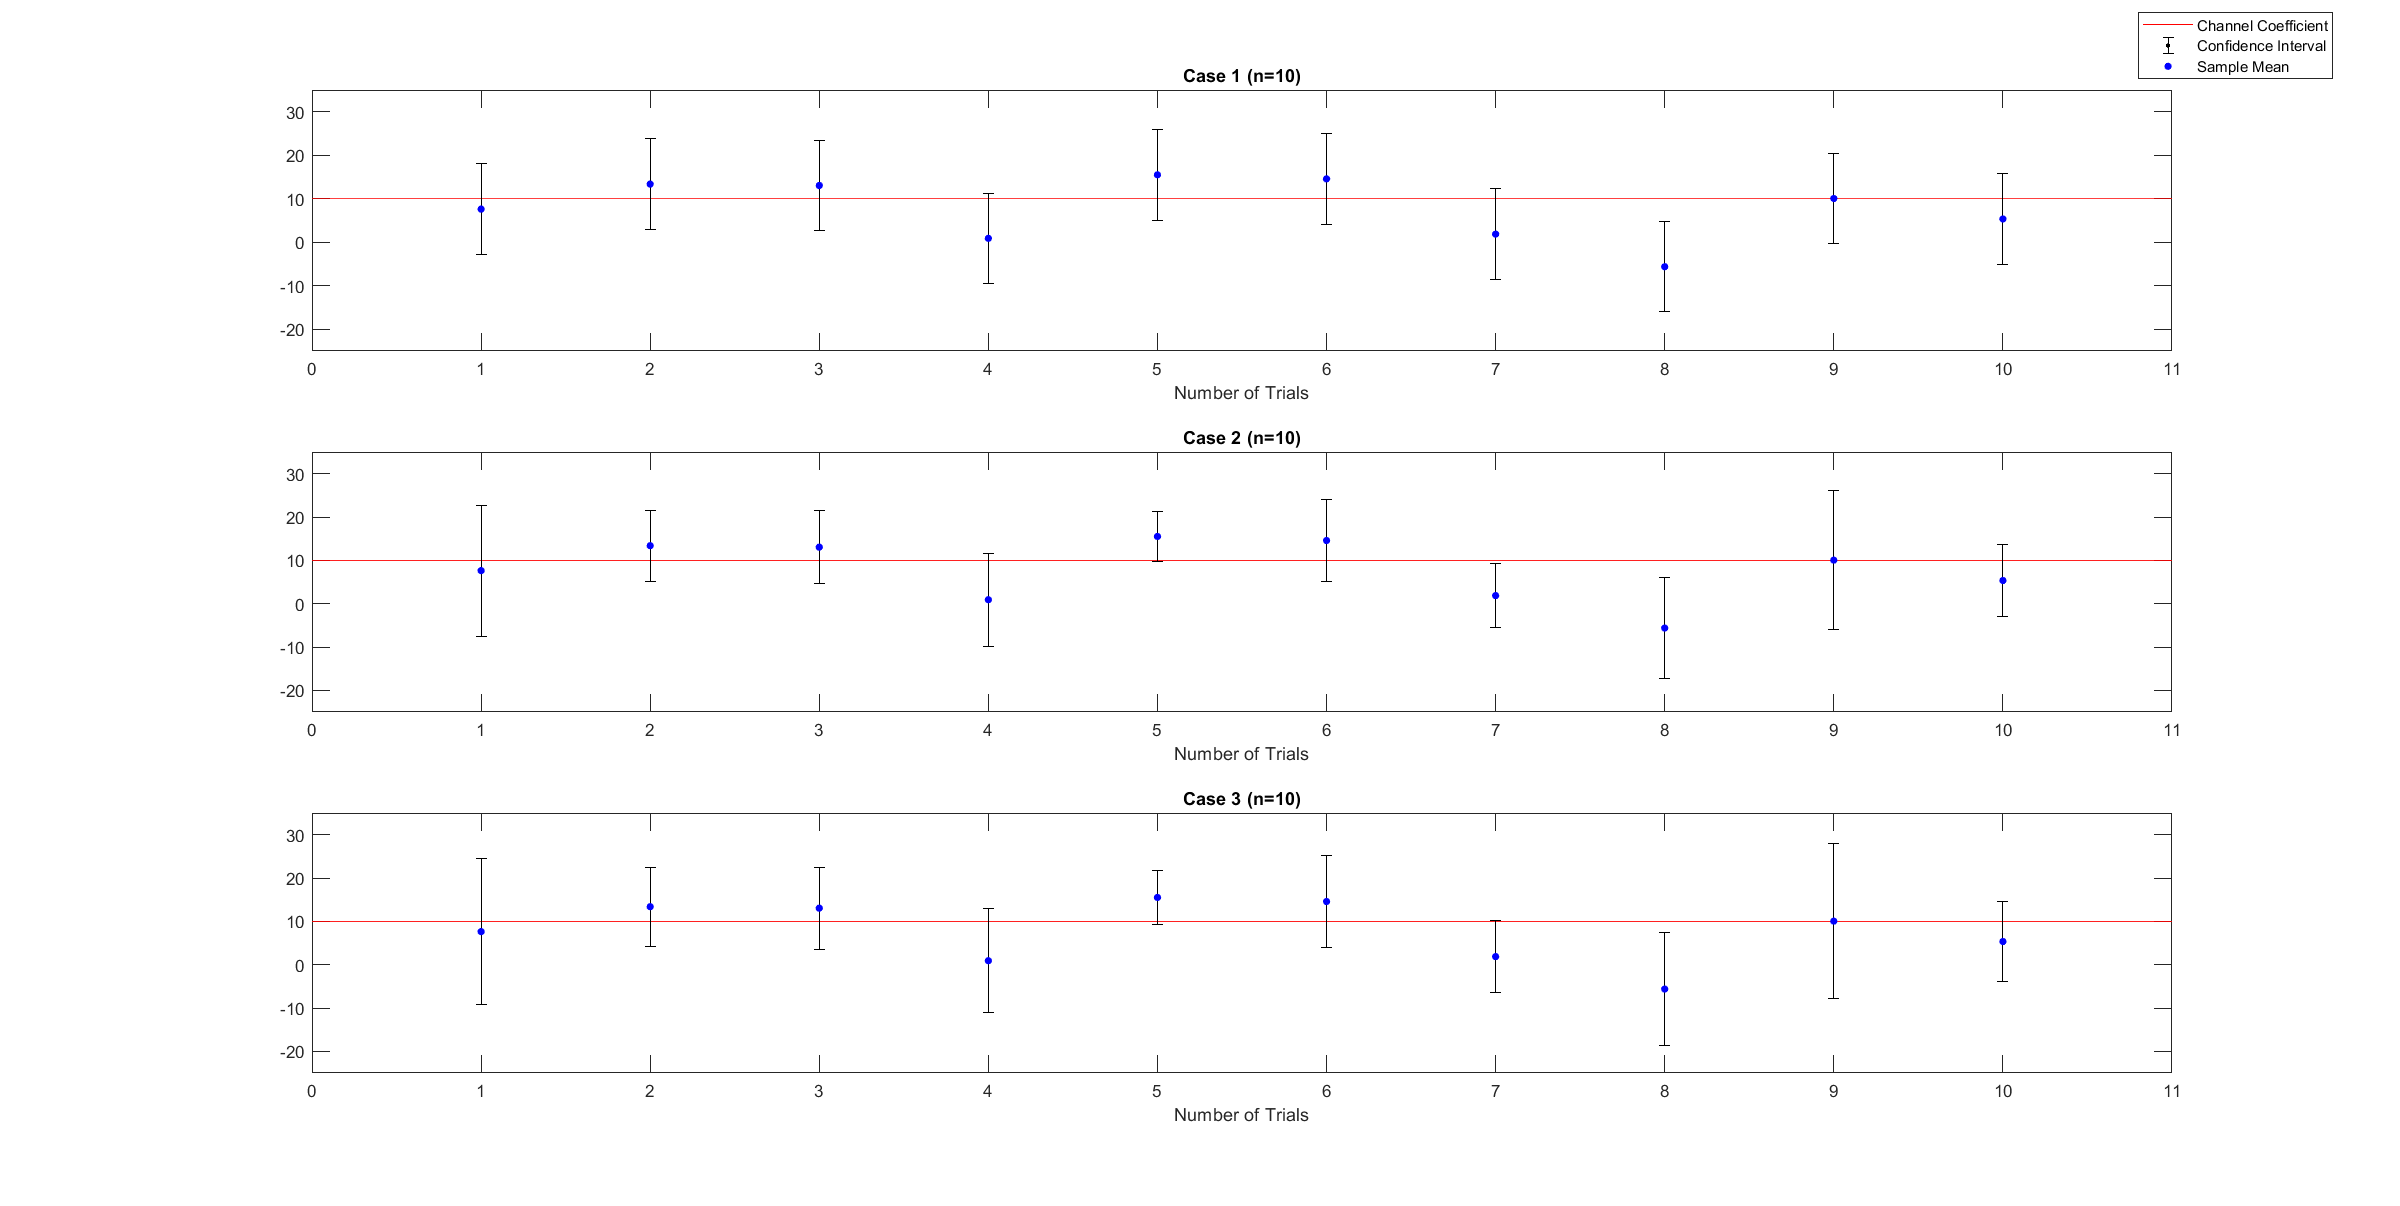 Channel Coefficient
Confidence Interval
Sample Mean
Case 1 (n=10)
30
20
10
0
-10
-20
0 1 2 3 4 5 6 7 8 9 10 11
Number of Trials
Case 2 (n=10)
30
20
10
0
-10
-20
0 1 2 3 4 5 6 7 8 9 10 11
Number of Trials
Case 3 (n=10)
30
20
10
0
-10
-20
0 1 2 3 4 5 6 7 8 9 10 11
Number of Trials